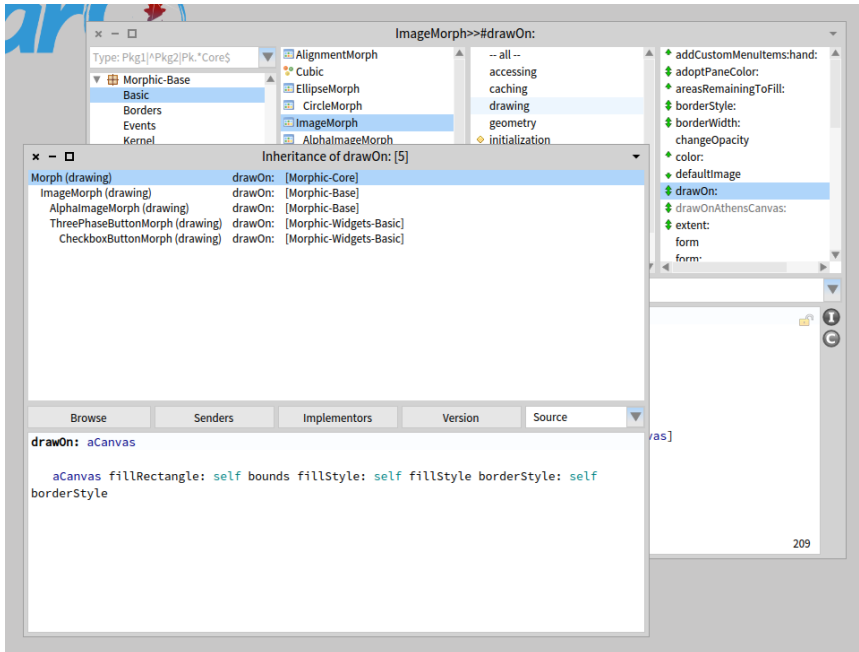 ImageMorph>>#drawOn:
Type: Pkg1|^Pkg2|Pk.*Core$
Morphic-Base
Basic
Borders
Events
Kernel
AlignmentMorph
Cubic
EllipseMorph
CircleMorph
ImageMorph
AlphaImageMorph
-- all --
accessing
caching
drawing
geometry
initialization
addCustomMenuItems:hand:
adoptPaneColor:
areasRemainingToFill:
borderStyle:
borderWidth:
changeOpacity
color:
defaultImage
drawOn:
drawOnAthensCanvas:
extent:
form
form:
Inheritance of drawOn: [5]
Morph (drawing) drawOn: [Morphic-Core]
ImageMorph (drawing) drawOn: [Morphic-Base]
AlphaImageMorph (drawing) drawOn: [Morphic-Base]
ThreePhaseButtonMorph (drawing) drawOn: [Morphic-Widgets-Basic]
CheckboxButtonMorph (drawing) drawOn: [Morphic-Widgets-Basic]
Browse Senders Implementors Version Source
drawOn: aCanvas
aCanvas fillRectangle: self bounds fillStyle: self fillStyle borderStyle: self
borderStyle
vas]
209
I
C